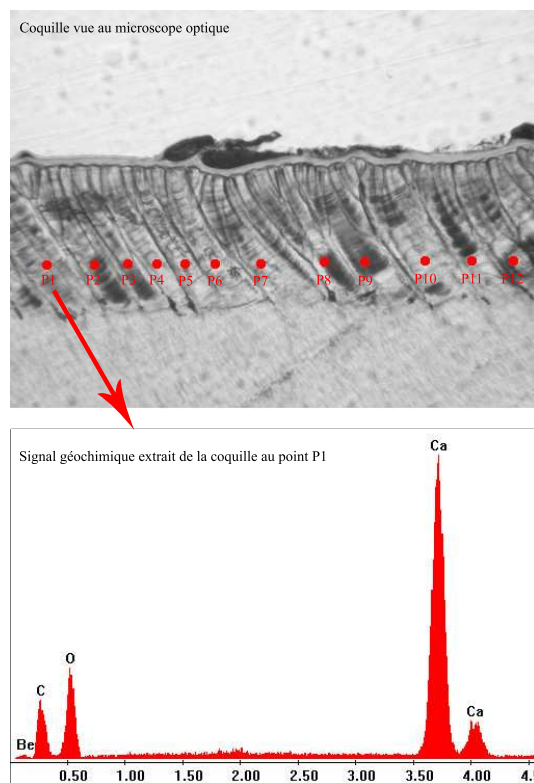 Coquille vue au microscope optique
P1 P2 P3 P4 P5 P6 P7 P8 P9 P10 P11 P12
Signal géochimique extrait de la coquille au point P1
Ca
O
C
Ca
Be
0.50 1.00 1.50 2.00 2.50 3.00 3.50 4.00 4.5